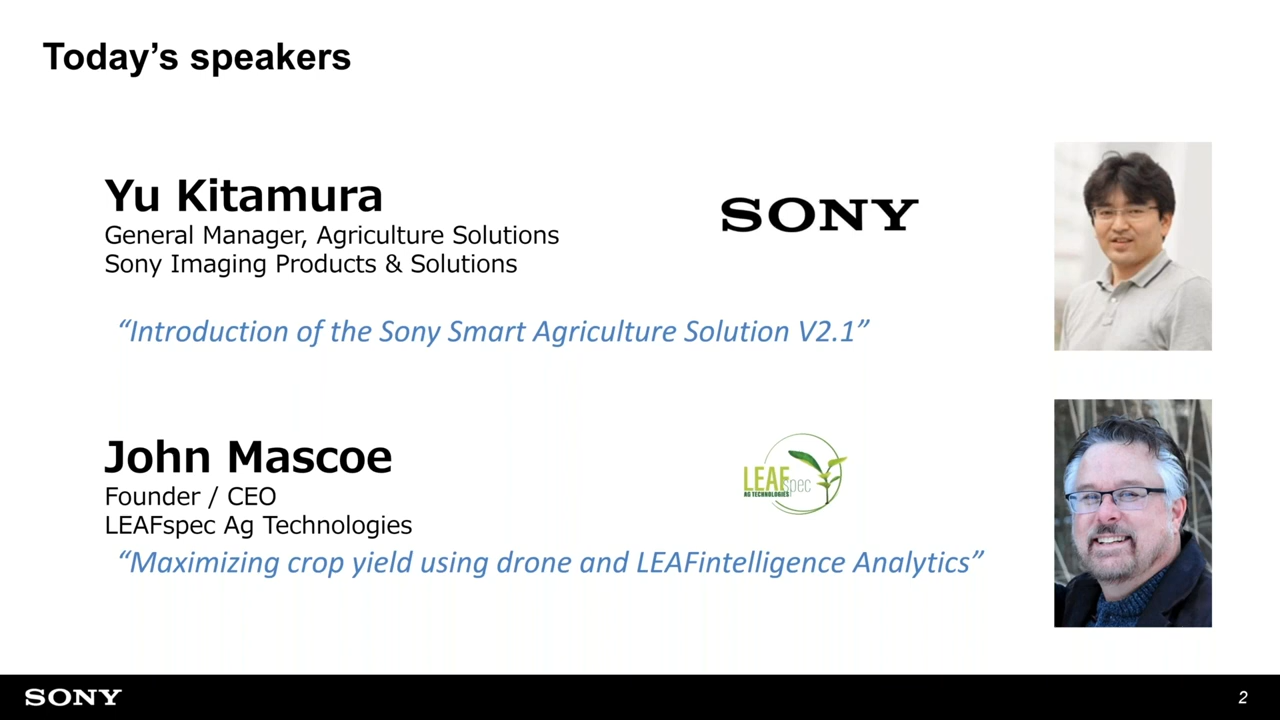 Today’s speakers
Yu Kitamura
General Manager, Agriculture Solutions
Sony Imaging Products & Solutions
SONY
“Introduction of the Sony Smart Agriculture Solution V2.1”
John Mascoe
Founder / CEO
LEAFspec Ag Technologies
LEAFspec
AG TECHNOLOGIES
“Maximizing crop yield using drone and LEAFintelligence Analytics”
SONY
2